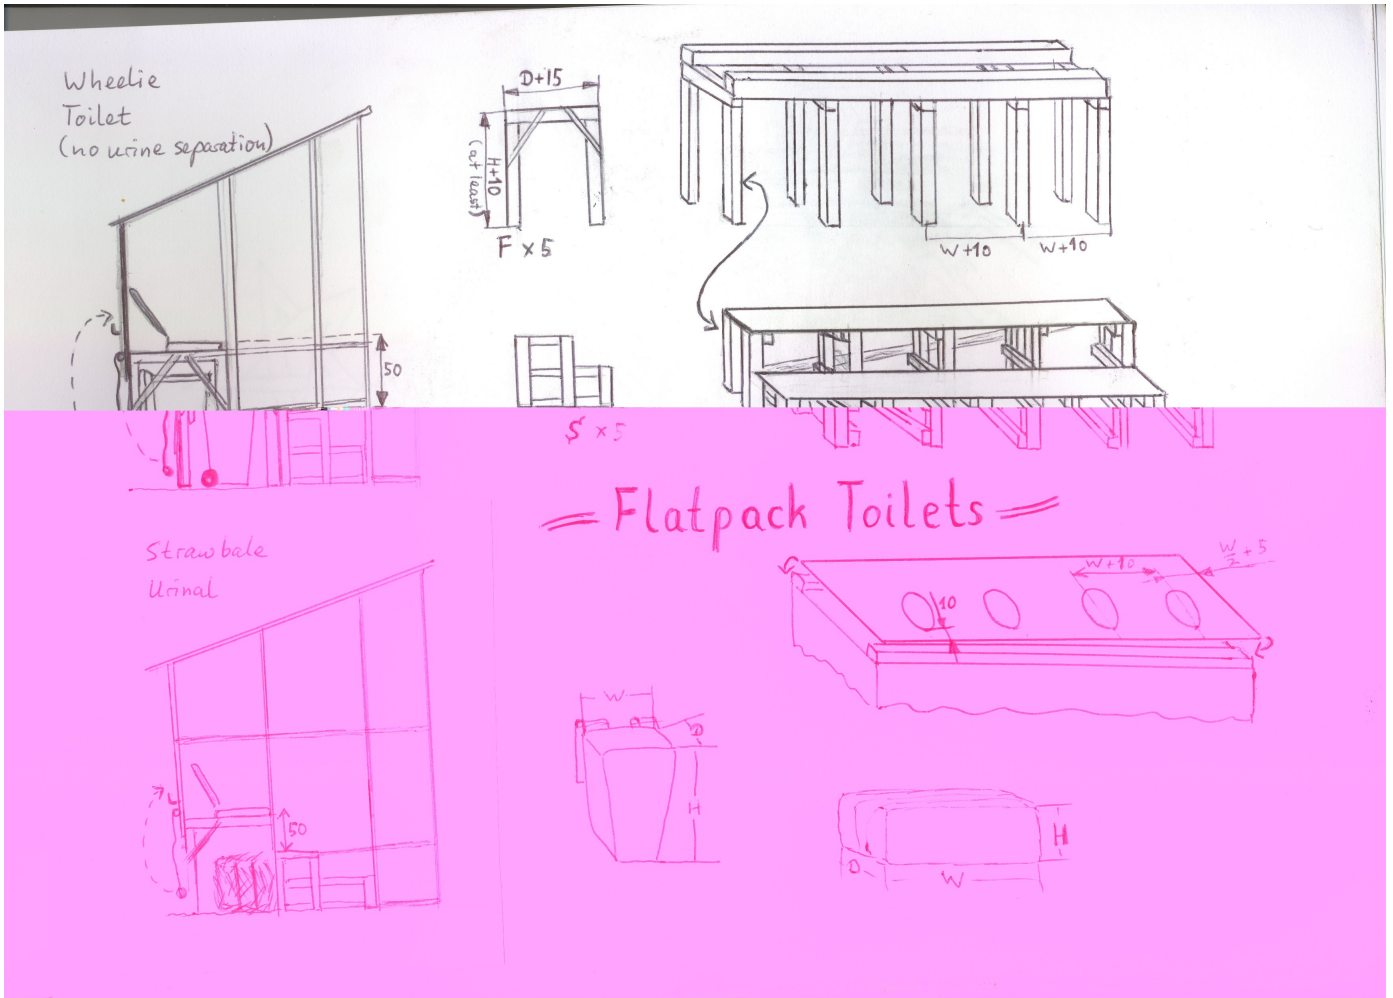 Wheelie
Toilet
(no urine separation)
D+15
H+10
(at least)
F x 5
W+10
W+10
50
S x 5
= Flatpack Toilets =
Strawbale
Urinal
W+10
W/2 + 5
10
W
D
H
50
H
D
W